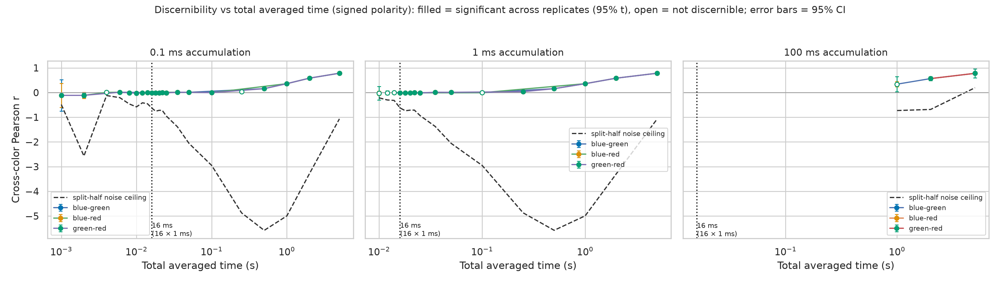 Discernibility vs total averaged time (signed polarity): filled = significant across replicates (95% t), open = not discernible; error bars = 95% CI
0.1 ms accumulation
1
0
−1
−2
−3
−4
−5
Cross-color Pearson r
split-half noise ceiling
blue-green
blue-red
green-red
16 ms
(16 × 1 ms)
10⁻³
10⁻²
10⁻¹
10⁰
Total averaged time (s)
1 ms accumulation
split-half noise ceiling
blue-green
blue-red
green-red
16 ms
(16 × 1 ms)
10⁻²
10⁻¹
10⁰
Total averaged time (s)
100 ms accumulation
split-half noise ceiling
blue-green
blue-red
green-red
16 ms
(16 × 1 ms)
10⁻¹
10⁰
Total averaged time (s)